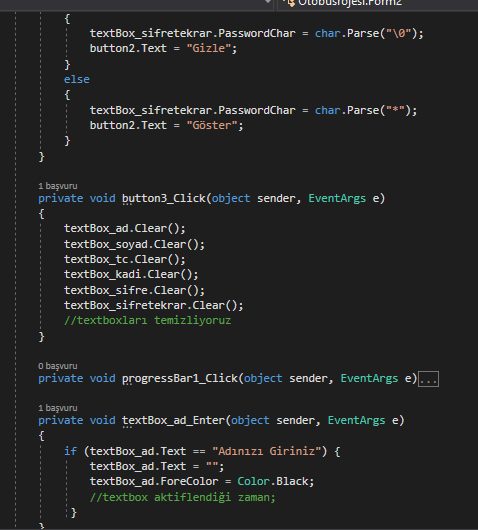 OtobusProjesi.Form2
{
textBox_sifretekrar.PasswordChar = char.Parse("\0");
button2.Text = "Gizle";
}
else
{
textBox_sifretekrar.PasswordChar = char.Parse("*");
button2.Text = "Göster";
}
}
1 başvuru
private void button3_Click(object sender, EventArgs e)
{
textBox_ad.Clear();
textBox_soyad.Clear();
textBox_tc.Clear();
textBox_kadi.Clear();
textBox_sifre.Clear();
textBox_sifretekrar.Clear();
//textboxları temizliyoruz
}
0 başvuru
private void progressBar1_Click(object sender, EventArgs e)...
1 başvuru
private void textBox_ad_Enter(object sender, EventArgs e)
{
if (textBox_ad.Text == "Adınızı Giriniz") {
textBox_ad.Text = "";
textBox_ad.ForeColor = Color.Black;
//textbox aktiflendiği zaman;
}
}